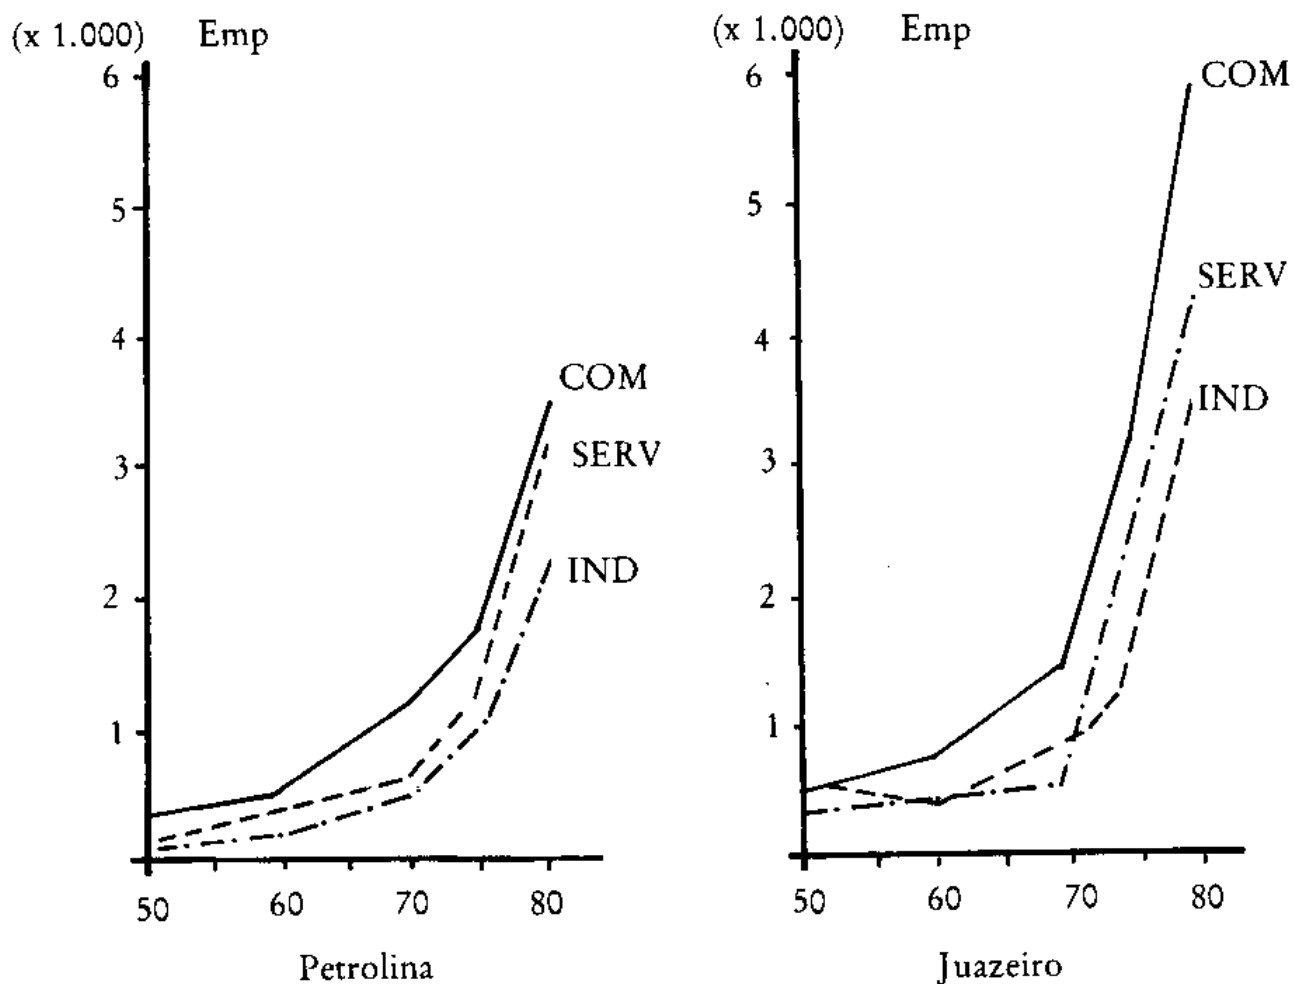 (x 1.000) Emp
6
5
4
3
2
1
COM
SERV
IND
50 60 70 80
Petrolina
(x 1.000) Emp
6
5
4
3
2
1
COM
SERV
IND
50 60 70 80
Juazeiro